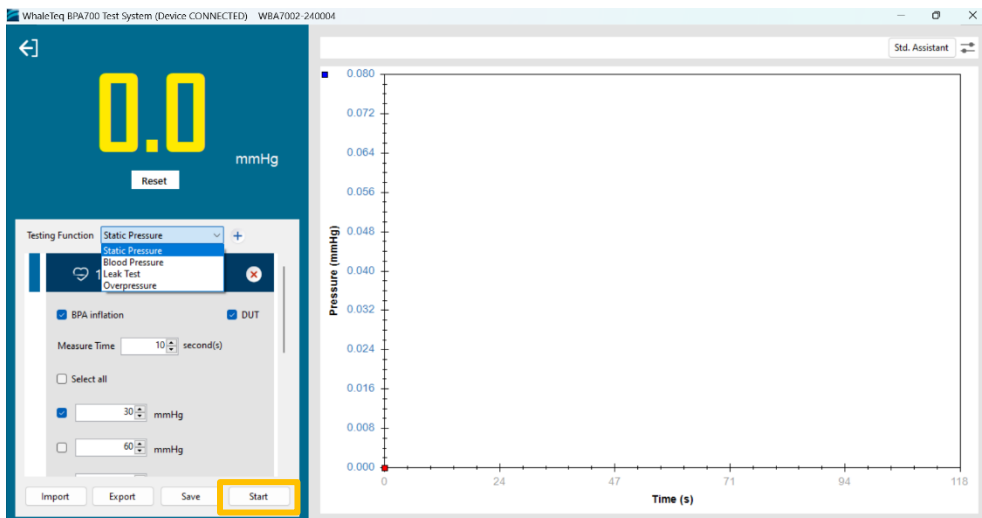 WhaleTeq BPA700 Test System (Device CONNECTED) WBA7002-240004
0.0
mmHg
Reset
Testing Function Static Pressure
Static Pressure
Blood Pressure
Leak Test
Overpressure
1
BPA inflation DUT
Measure Time 10 second(s)
Select all
30 mmHg
60 mmHg
Import Export Save Start
Std. Assistant
Pressure (mmHg)
0.080
0.072
0.064
0.056
0.048
0.040
0.032
0.024
0.016
0.008
0.000
0 24 47 71 94 118
Time (s)